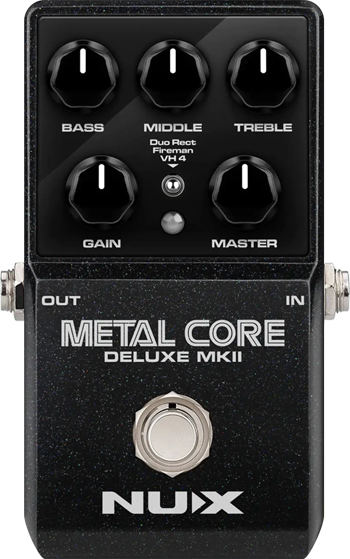 BASS MIDDLE TREBLE
Duo Rect
Fireman
VH 4
GAIN MASTER
OUT IN
METAL CORE
DELUXE MKII
NUX